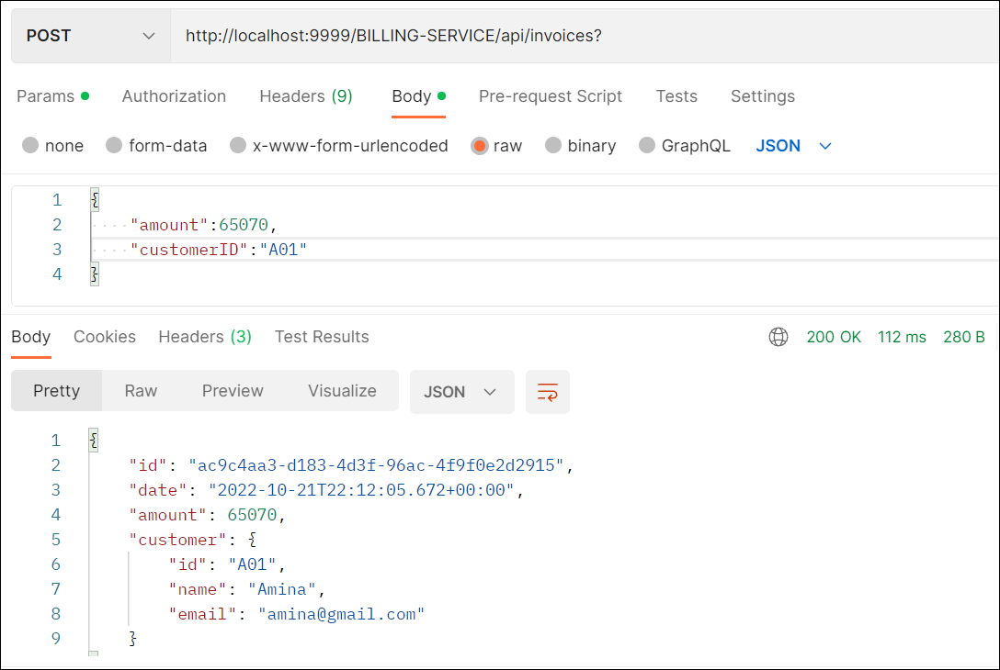 POST http://localhost:9999/BILLING-SERVICE/api/invoices?
Params Authorization Headers (9) Body Pre-request Script Tests Settings
none form-data x-www-form-urlencoded raw binary GraphQL JSON
1 {
2 "amount":65070,
3 "customerID":"A01"
4 }
Body Cookies Headers (3) Test Results 200 OK 112 ms 280 B
Pretty Raw Preview Visualize JSON
1 {
2 "id": "ac9c4aa3-d183-4d3f-96ac-4f9f0e2d2915",
3 "date": "2022-10-21T22:12:05.672+00:00",
4 "amount": 65070,
5 "customer": {
6 "id": "A01",
7 "name": "Amina",
8 "email": "amina@gmail.com"
9 }